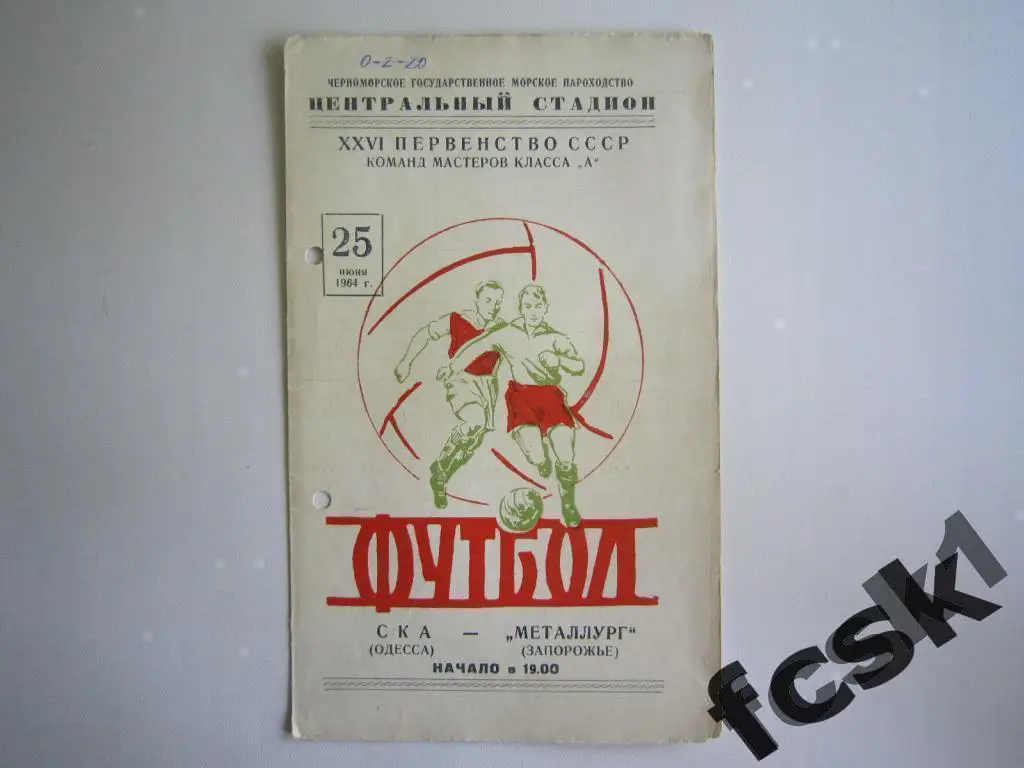 0-2-20
ЧЕРНОМОРСКОЕ ГОСУДАРСТВЕННОЕ МОРСКОЕ ПАРОХОДСТВО
ЦЕНТРАЛЬНЫЙ СТАДИОН
XXVI ПЕРВЕНСТВО СССР
КОМАНД МАСТЕРОВ КЛАССА „А“
25
июня
1964 г.
ФУТБОЛ
СКА — „МЕТАЛЛУРГ“
(ОДЕССА) (ЗАПОРОЖЬЕ)
НАЧАЛО в 19.00
fcsk1